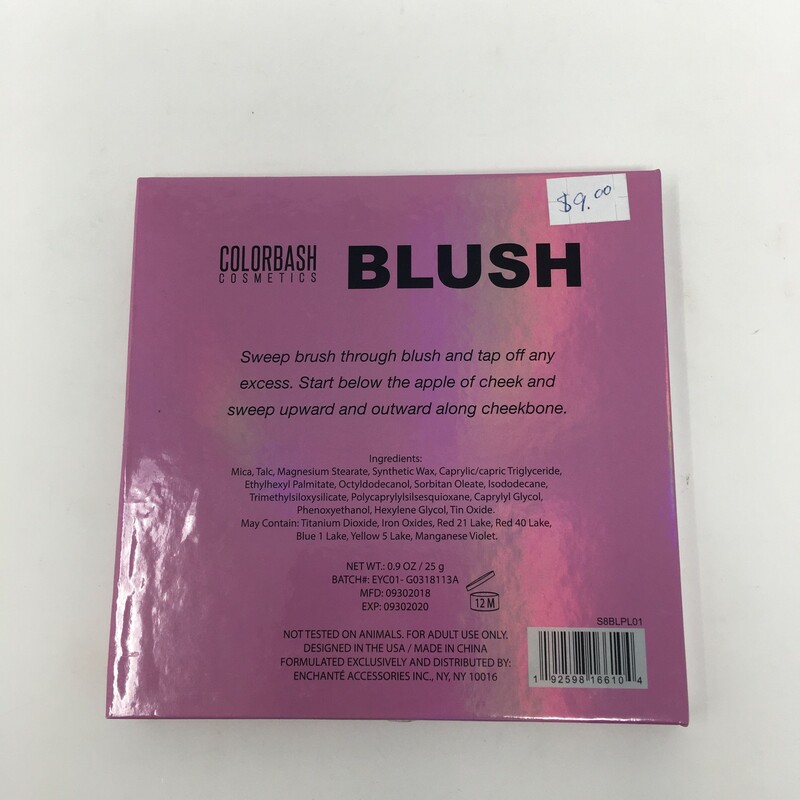 $9.00
COLORBASH
COSMETICS
BLUSH
Sweep brush through blush and tap off any
excess. Start below the apple of cheek and
sweep upward and outward along cheekbone.
Ingredients:
Mica, Talc, Magnesium Stearate, Synthetic Wax, Caprylic/capric Triglyceride,
Ethylhexyl Palmitate, Octyldodecanol, Sorbitan Oleate, Isododecane,
Trimethylsiloxysilicate, Polycaprylylsilsesquioxane, Caprylyl Glycol,
Phenoxyethanol, Hexylene Glycol, Tin Oxide.
May Contain: Titanium Dioxide, Iron Oxides, Red 21 Lake, Red 40 Lake,
Blue 1 Lake, Yellow 5 Lake, Manganese Violet.
NET WT.: 0.9 OZ / 25 g
BATCH#: EYC01- G0318113A
MFD: 09302018
EXP: 09302020
12 M
NOT TESTED ON ANIMALS. FOR ADULT USE ONLY.
DESIGNED IN THE USA / MADE IN CHINA
FORMULATED EXCLUSIVELY AND DISTRIBUTED BY:
ENCHANTÉ ACCESSORIES INC., NY, NY 10016
S8BLPL01
1 92598 16610 4